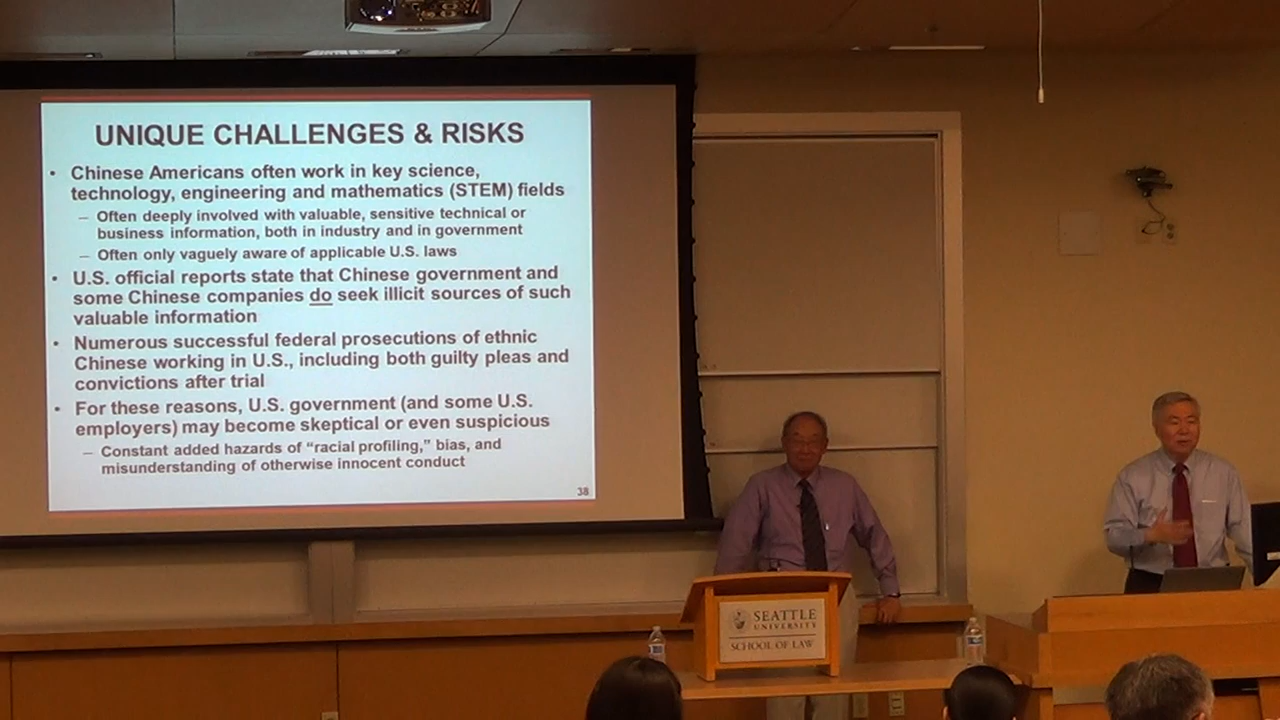 UNIQUE CHALLENGES & RISKS
• Chinese Americans often work in key science,
technology, engineering and mathematics (STEM) fields
– Often deeply involved with valuable, sensitive technical or
business information, both in industry and in government
– Often only vaguely aware of applicable U.S. laws
• U.S. official reports state that Chinese government and
some Chinese companies do seek illicit sources of such
valuable information
• Numerous successful federal prosecutions of ethnic
Chinese working in U.S., including both guilty pleas and
convictions after trial
• For these reasons, U.S. government (and some U.S.
employers) may become skeptical or even suspicious
– Constant added hazards of “racial profiling,” bias, and
misunderstanding of otherwise innocent conduct
38
SEATTLE
UNIVERSITY
SCHOOL OF LAW